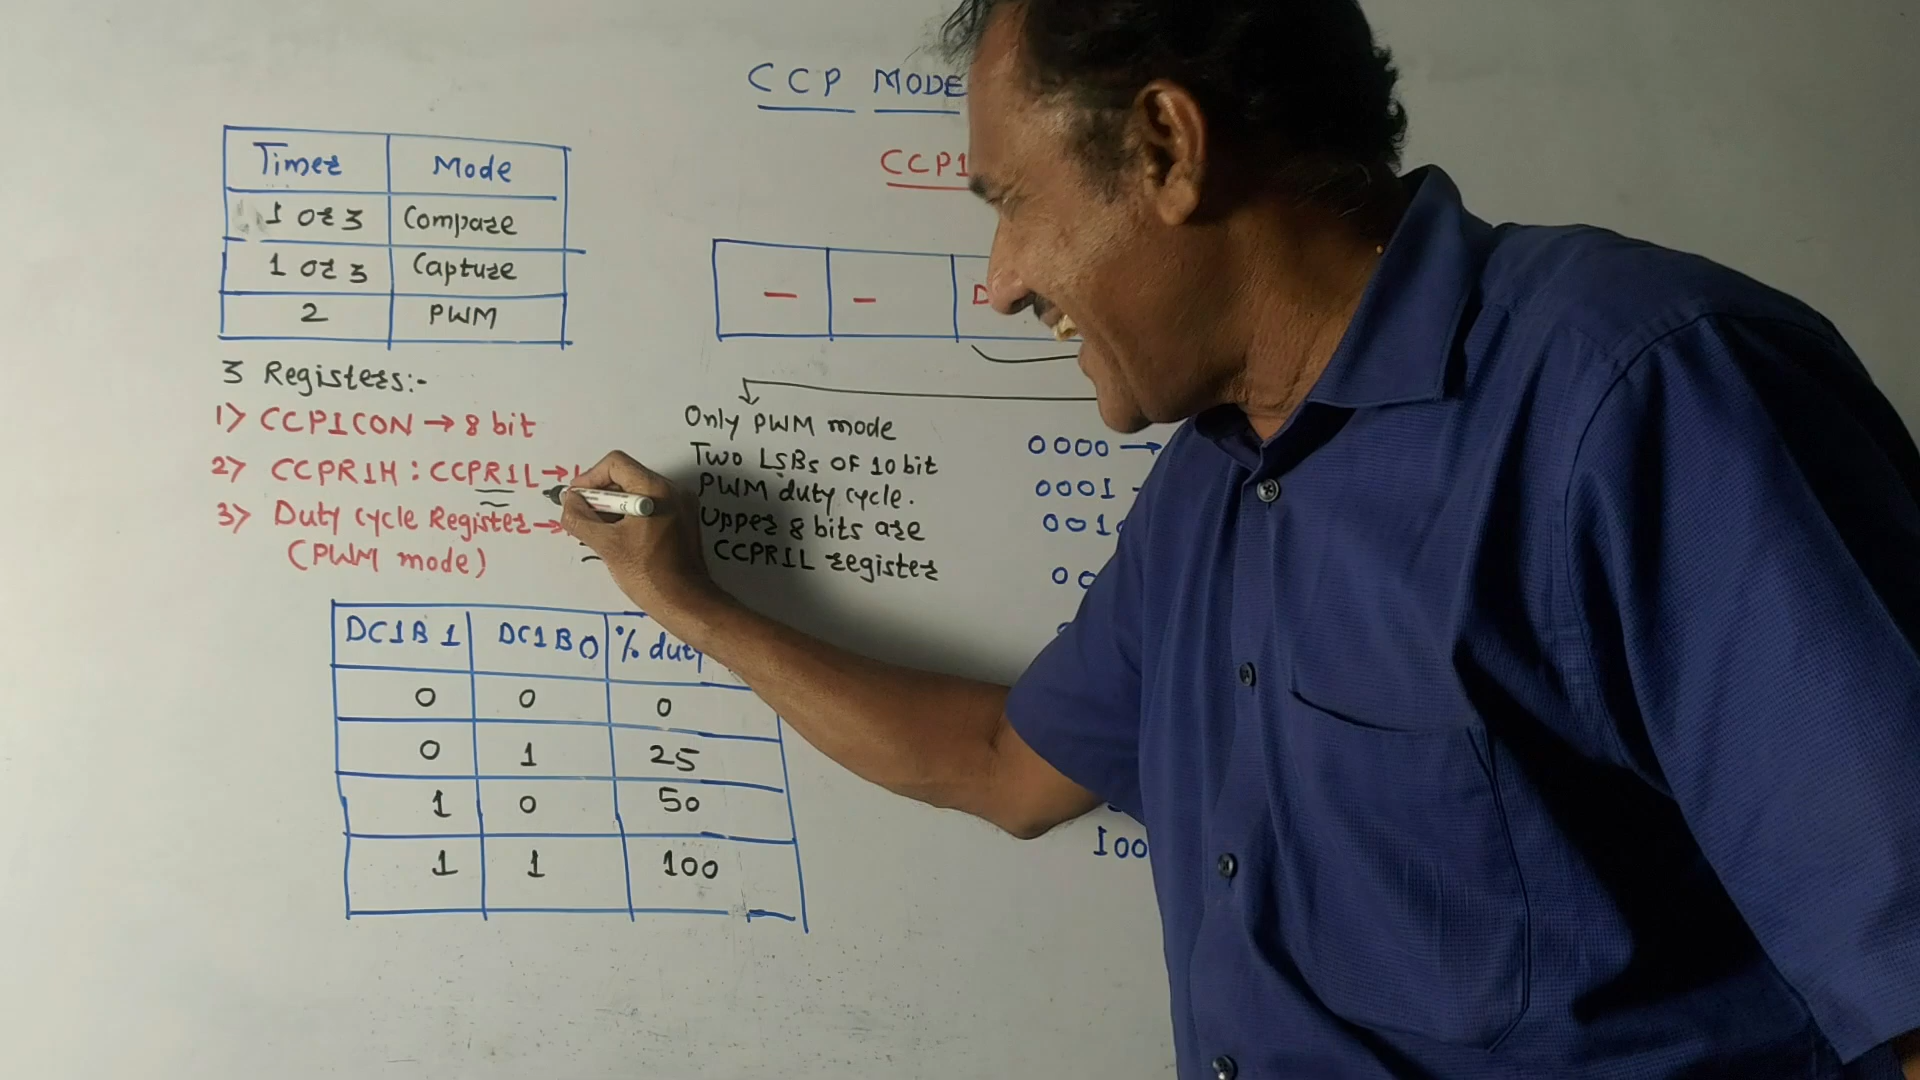 CCP MODE
CCP1
Timer Mode
1 or 3 Compare
1 or 3 Capture
2 PWM
– – D
3 Registers:-
1) CCP1CON → 8 bit
2) CCPR1H : CCPR1L →
3) Duty cycle Register →
(PWM mode)
Only PWM mode
Two LSBs OF 10 bit
PWM duty cycle.
Upper 8 bits are
CCPR1L register
0000 →
0001 -
001
00
100
DC1B1 DC1B0 % duty
0 0 0
0 1 25
1 0 50
1 1 100